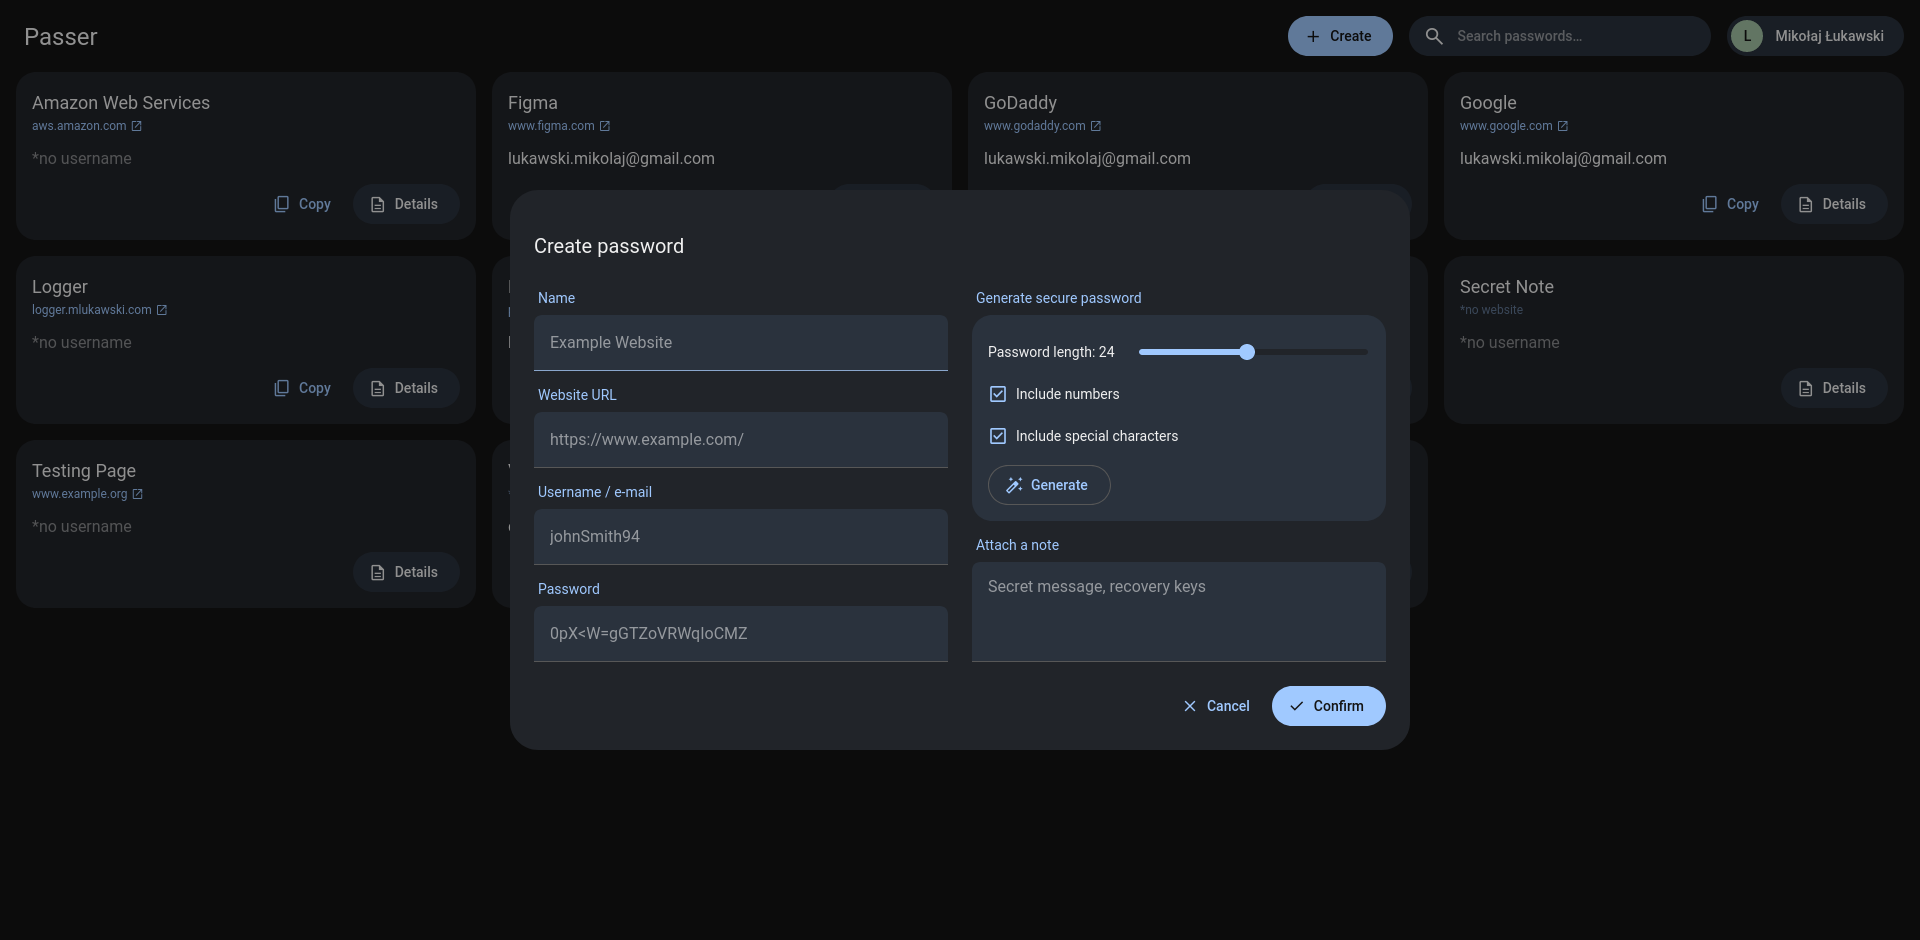 Passer
Create
Search passwords...
L
Mikołaj Łukawski
Amazon Web Services
aws.amazon.com
*no username
Copy
Details
Figma
www.figma.com
lukawski.mikolaj@gmail.com
GoDaddy
www.godaddy.com
lukawski.mikolaj@gmail.com
Google
www.google.com
lukawski.mikolaj@gmail.com
Copy
Details
Logger
logger.mlukawski.com
*no username
Copy
Details
Secret Note
*no website
*no username
Details
Testing Page
www.example.org
*no username
Details
Create password
Name
Example Website
Website URL
https://www.example.com/
Username / e-mail
johnSmith94
Password
0pX<W=gGTZoVRWqIoCMZ
Generate secure password
Password length: 24
Include numbers
Include special characters
Generate
Attach a note
Secret message, recovery keys
Cancel
Confirm